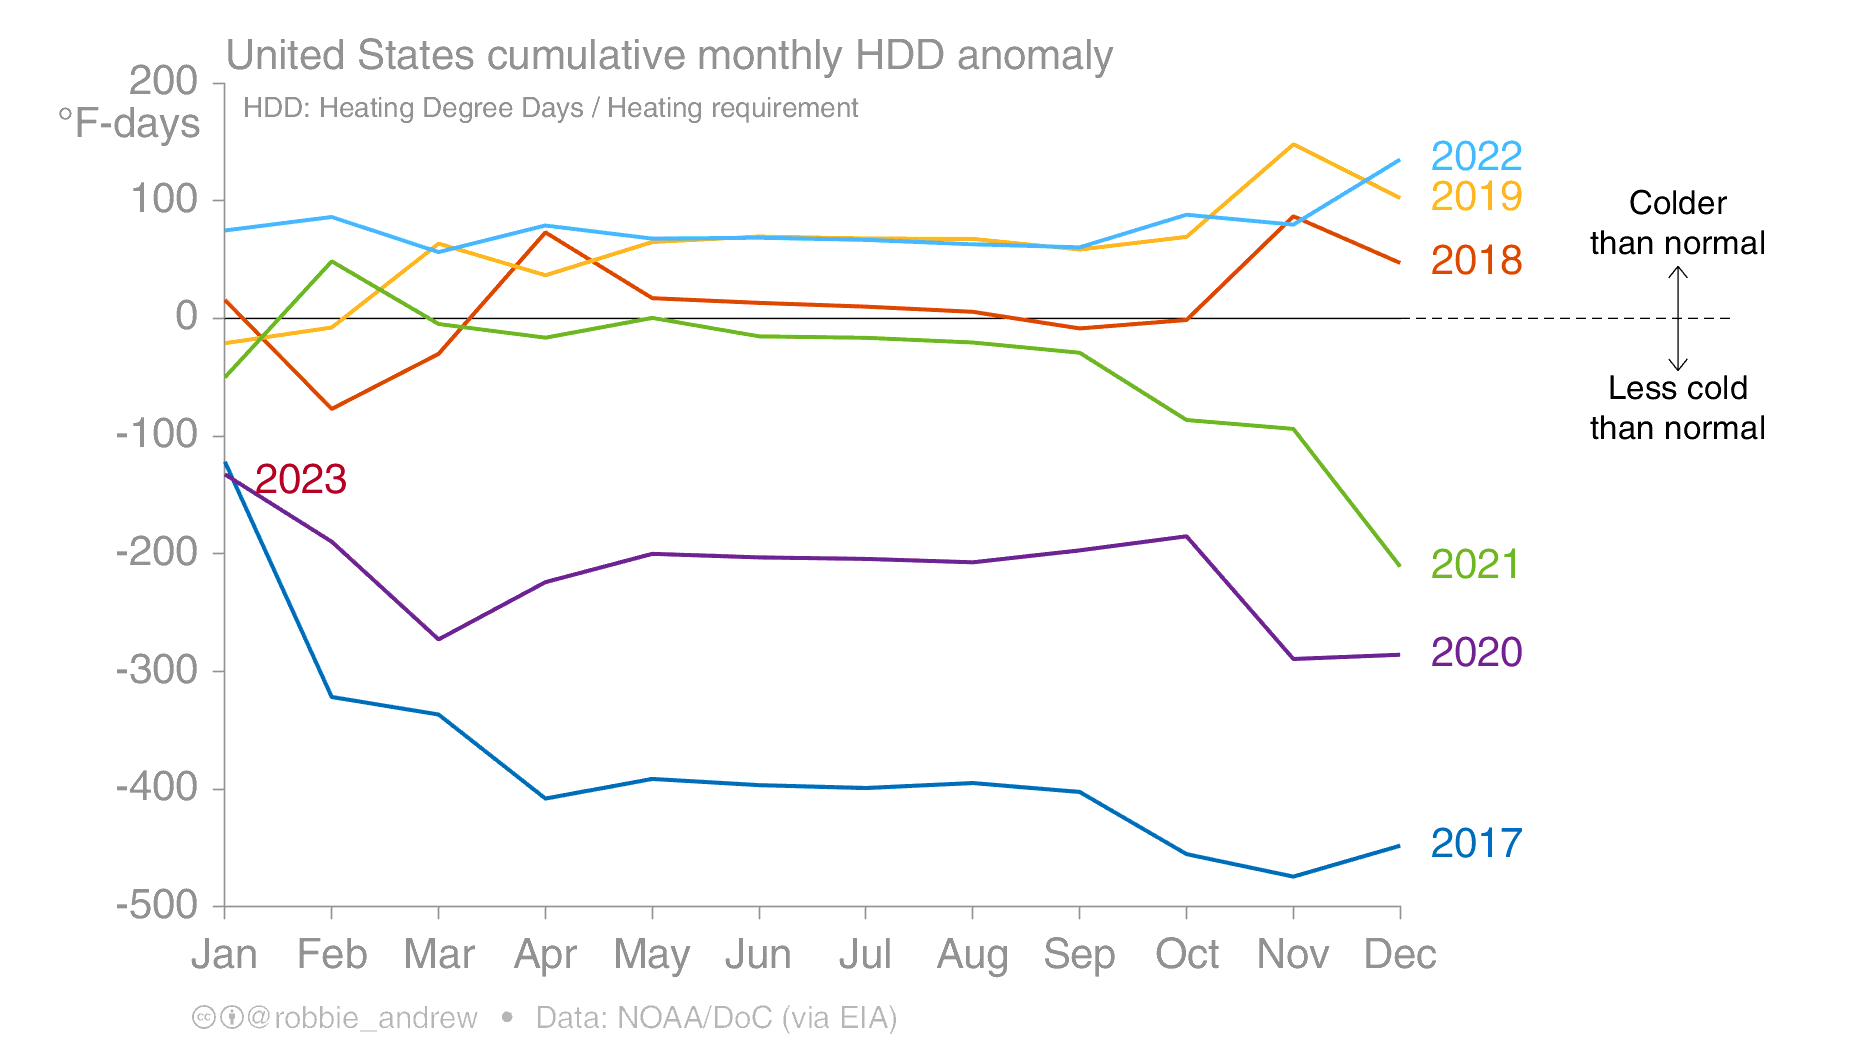 United States cumulative monthly HDD anomaly
200
°F-days
HDD: Heating Degree Days / Heating requirement
100
0
-100
-200
-300
-400
-500
2022
2019
2018
2023
2021
2020
2017
Colder
than normal
Less cold
than normal
Jan Feb Mar Apr May Jun Jul Aug Sep Oct Nov Dec
cc @robbie_andrew • Data: NOAA/DoC (via EIA)